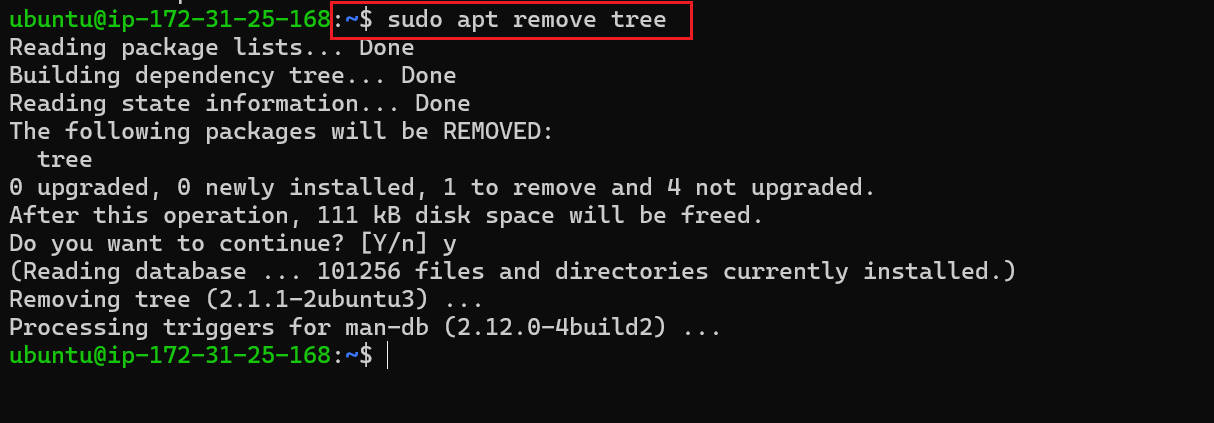 ubuntu@ip-172-31-25-168:~$ sudo apt remove tree
Reading package lists... Done
Building dependency tree... Done
Reading state information... Done
The following packages will be REMOVED:
  tree
0 upgraded, 0 newly installed, 1 to remove and 4 not upgraded.
After this operation, 111 kB disk space will be freed.
Do you want to continue? [Y/n] y
(Reading database ... 101256 files and directories currently installed.)
Removing tree (2.1.1-2ubuntu3) ...
Processing triggers for man-db (2.12.0-4build2) ...
ubuntu@ip-172-31-25-168:~$